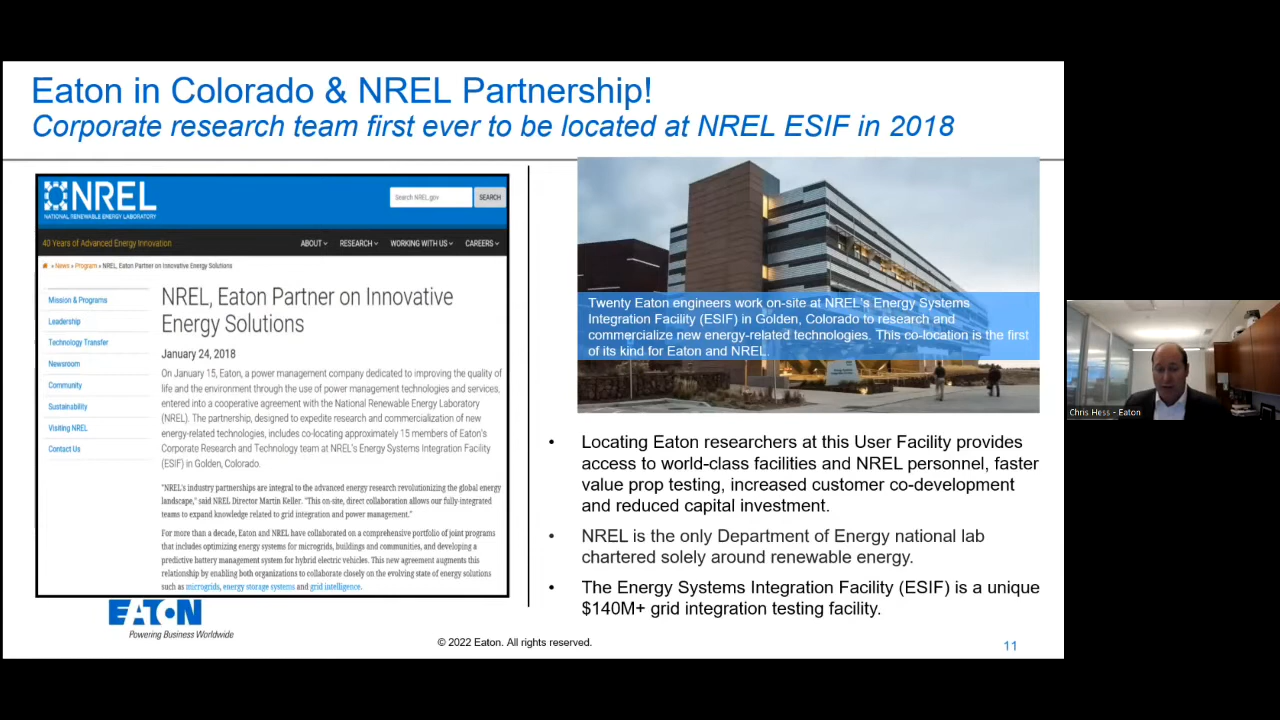 Eaton in Colorado & NREL Partnership!
Corporate research team first ever to be located at NREL ESIF in 2018
NREL
NATIONAL RENEWABLE ENERGY LABORATORY
Search NREL.gov
SEARCH
40 Years of Advanced Energy Innovation
ABOUT
RESEARCH
WORKING WITH US
CAREERS
» News » Program » NREL, Eaton Partner on Innovative Energy Solutions
Mission & Programs
Leadership
Technology Transfer
Newsroom
Community
Sustainability
Visiting NREL
Contact Us
NREL, Eaton Partner on Innovative
Energy Solutions
January 24, 2018
On January 15, Eaton, a power management company dedicated to improving the quality of
life and the environment through the use of power management technologies and services,
entered into a cooperative agreement with the National Renewable Energy Laboratory
(NREL). The partnership, designed to expedite research and commercialization of new
energy-related technologies, includes co-locating approximately 15 members of Eaton's
Corporate Research and Technology team at NREL's Energy Systems Integration Facility
(ESIF) in Golden, Colorado.
"NREL's industry partnerships are integral to the advanced energy research revolutionizing the global energy
landscape," said NREL Director Martin Keller. "This on-site, direct collaboration allows our fully-integrated
teams to expand knowledge related to grid integration and power management."
For more than a decade, Eaton and NREL have collaborated on a comprehensive portfolio of joint programs
that includes optimizing energy systems for microgrids, buildings and communities, and developing a
predictive battery management system for hybrid electric vehicles. This new agreement augments this
relationship by enabling both organizations to collaborate closely on the evolving state of energy solutions
such as microgrids, energy storage systems and grid intelligence.
Twenty Eaton engineers work on-site at NREL's Energy Systems
Integration Facility (ESIF) in Golden, Colorado to research and
commercialize new energy-related technologies. This co-location is the first
of its kind for Eaton and NREL.
• Locating Eaton researchers at this User Facility provides
access to world-class facilities and NREL personnel, faster
value prop testing, increased customer co-development
and reduced capital investment.
• NREL is the only Department of Energy national lab
chartered solely around renewable energy.
• The Energy Systems Integration Facility (ESIF) is a unique
$140M+ grid integration testing facility.
EATON
Powering Business Worldwide
© 2022 Eaton. All rights reserved.
11
Chris Hess - Eaton